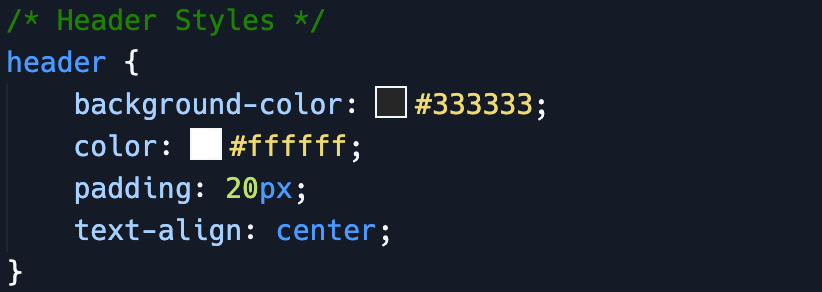 /* Header Styles */
header {
    background-color: #333333;
    color: #ffffff;
    padding: 20px;
    text-align: center;
}